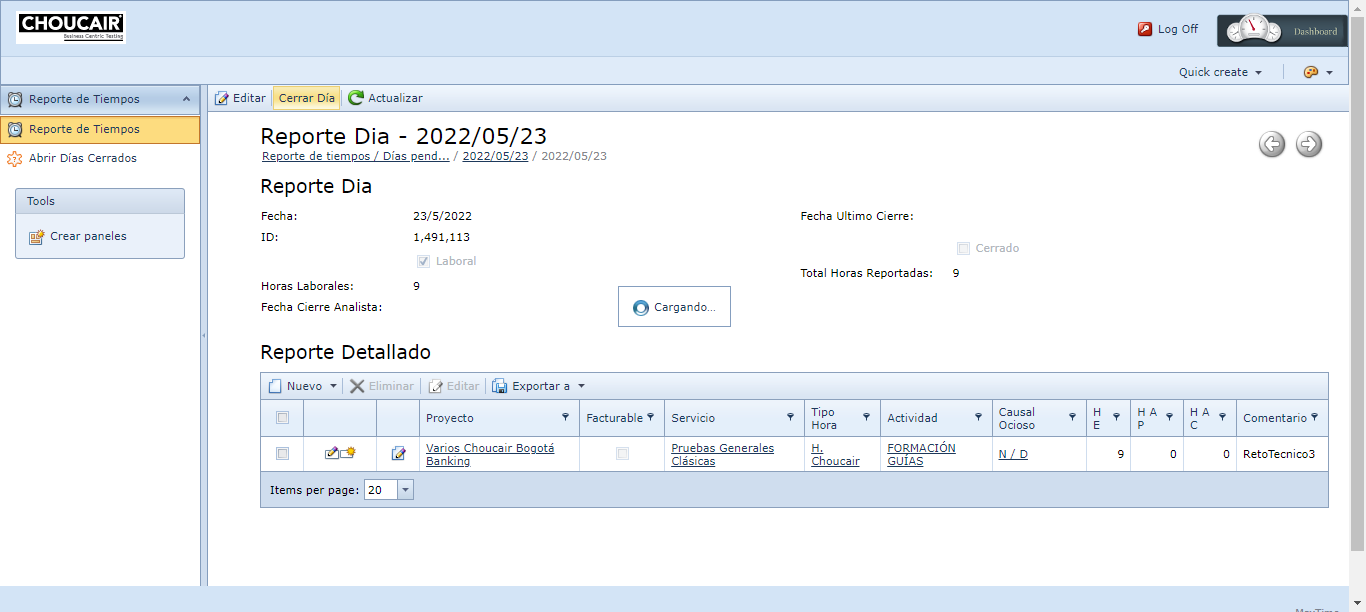 CHOUCAIR
Business Centric Testing
Log Off
Dashboard
Quick create
Reporte de Tiempos
Reporte de Tiempos
Abrir Días Cerrados
Tools
Crear paneles
Editar Cerrar Día Actualizar
Reporte Dia - 2022/05/23
Reporte de tiempos / Días pend... / 2022/05/23 / 2022/05/23
Reporte Dia
Fecha: 23/5/2022 Fecha Ultimo Cierre:
ID: 1,491,113
Cerrado
Laboral
Total Horas Reportadas: 9
Horas Laborales: 9
Fecha Cierre Analista:
Cargando...
Reporte Detallado
Nuevo Eliminar Editar Exportar a
Proyecto Facturable Servicio Tipo Hora Actividad Causal Ocioso H E H A P H A C Comentario
Varios Choucair Bogotá Banking Pruebas Generales Clásicas H. Choucair FORMACIÓN GUÍAS N / D 9 0 0 RetoTecnico3
Items per page: 20